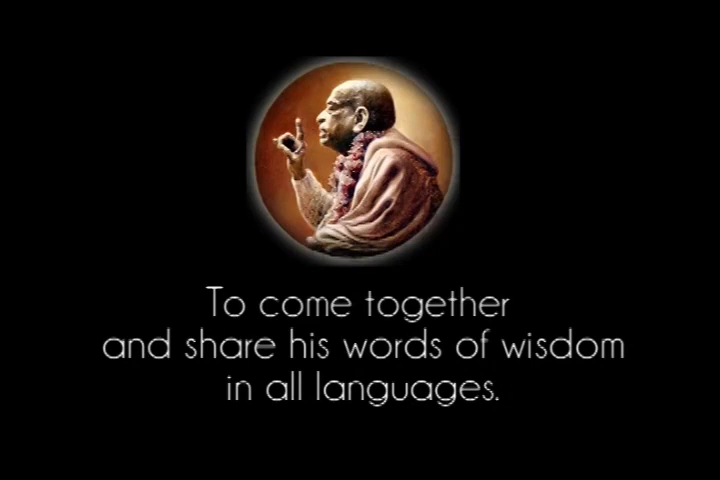 To come together
and share his words of wisdom
in all languages.